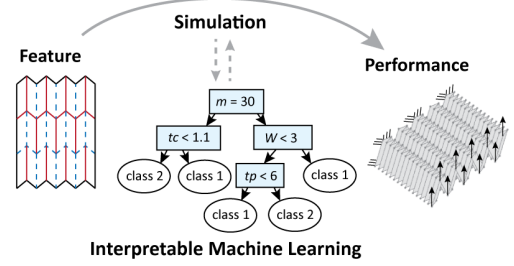 Simulation
Feature
Performance
m = 30
tc < 1.1
W < 3
class 2
class 1
tp < 6
class 1
class 1
class 2
Interpretable Machine Learning